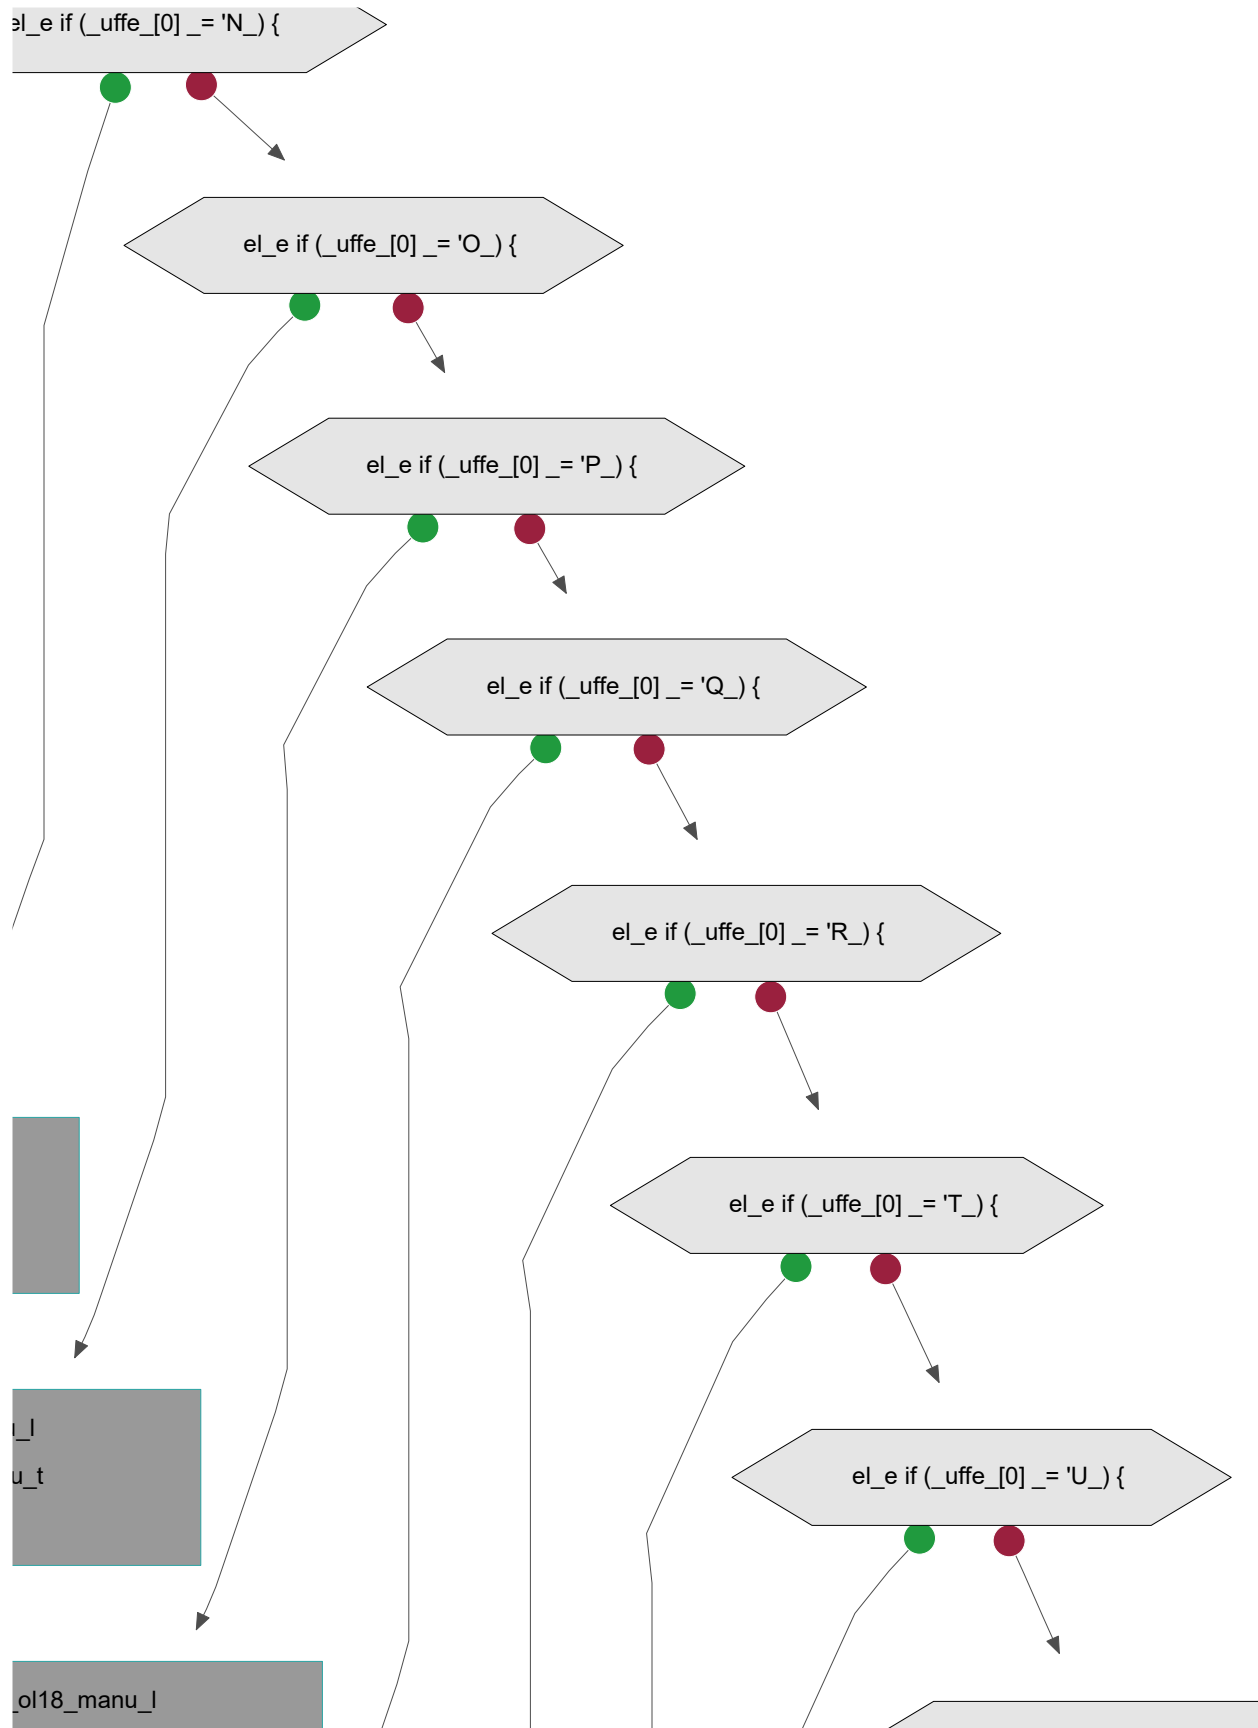 el_e if (_uffe_[0] _= 'N_) {
el_e if (_uffe_[0] _= 'O_) {
el_e if (_uffe_[0] _= 'P_) {
el_e if (_uffe_[0] _= 'Q_) {
el_e if (_uffe_[0] _= 'R_) {
el_e if (_uffe_[0] _= 'T_) {
u_l
u_t
el_e if (_uffe_[0] _= 'U_) {
_ol18_manu_l